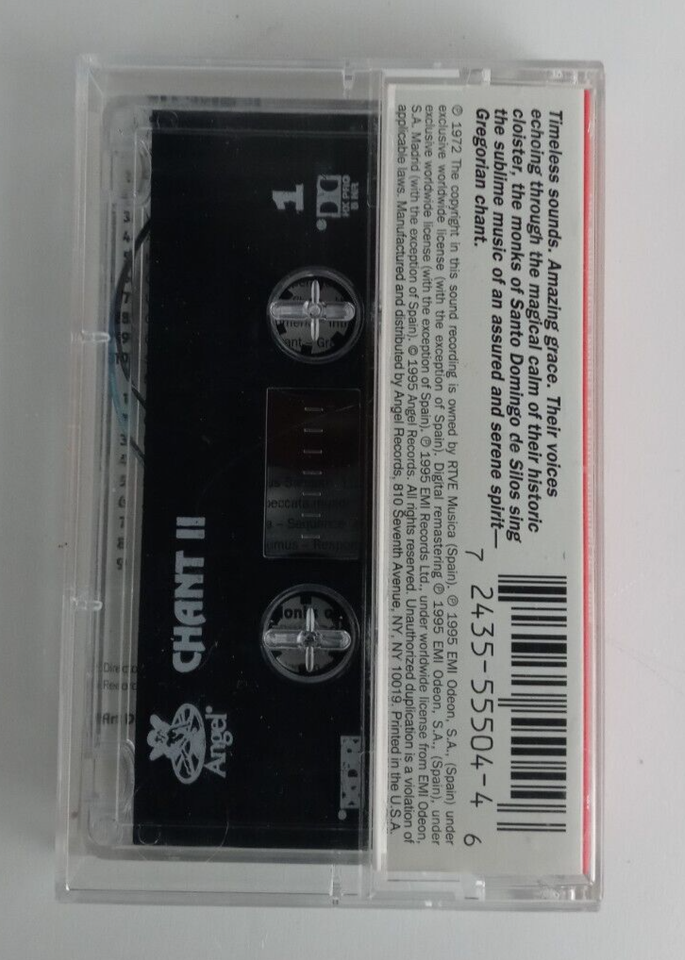 Timeless sounds. Amazing grace. Their voices
echoing through the magical calm of their historic
cloister, the monks of Santo Domingo de Silos sing
the sublime music of an assured and serene spirit—
Gregorian chant.
7 2435-55504-4 6
℗ 1972 The copyright in this sound recording is owned by RTVE Musica (Spain). ℗ 1995 EMI Odeon, S.A., (Spain) under
exclusive worldwide license (with the exception of Spain). Digital remastering ℗ 1995 EMI Odeon, S.A., (Spain), under
exclusive worldwide license (with the exception of Spain). ℗ 1995 EMI Records Ltd., under worldwide license from EMI Odeon,
S.A. Madrid (with the exception of Spain). © 1995 Angel Records. All rights reserved. Unauthorized duplication is a violation of
applicable laws. Manufactured and distributed by Angel Records, 810 Seventh Avenue, NY, NY 10019. Printed in the U.S.A.
1
HX PRO
B NR
CHANT II
Angel